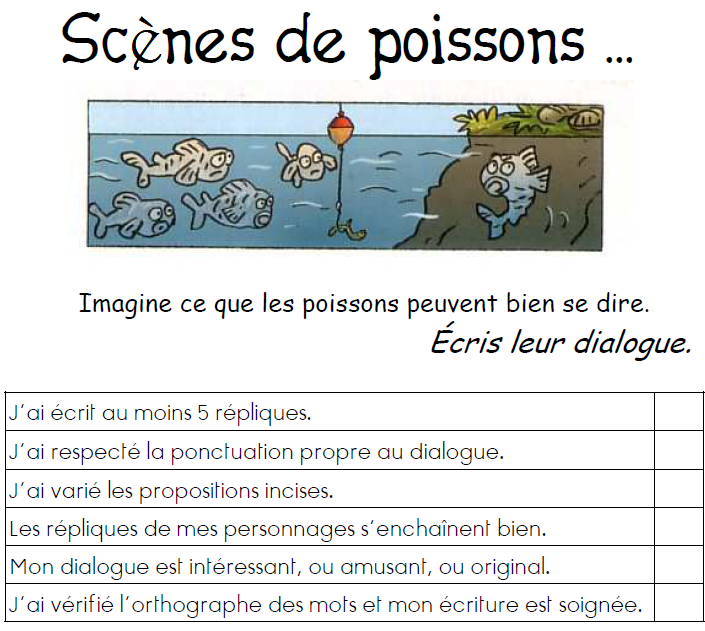 Scènes de poissons ...
Imagine ce que les poissons peuvent bien se dire.
Écris leur dialogue.
J'ai écrit au moins 5 répliques.
J'ai respecté la ponctuation propre au dialogue.
J'ai varié les propositions incises.
Les répliques de mes personnages s'enchaînent bien.
Mon dialogue est intéressant, ou amusant, ou original.
J'ai vérifié l'orthographe des mots et mon écriture est soignée.